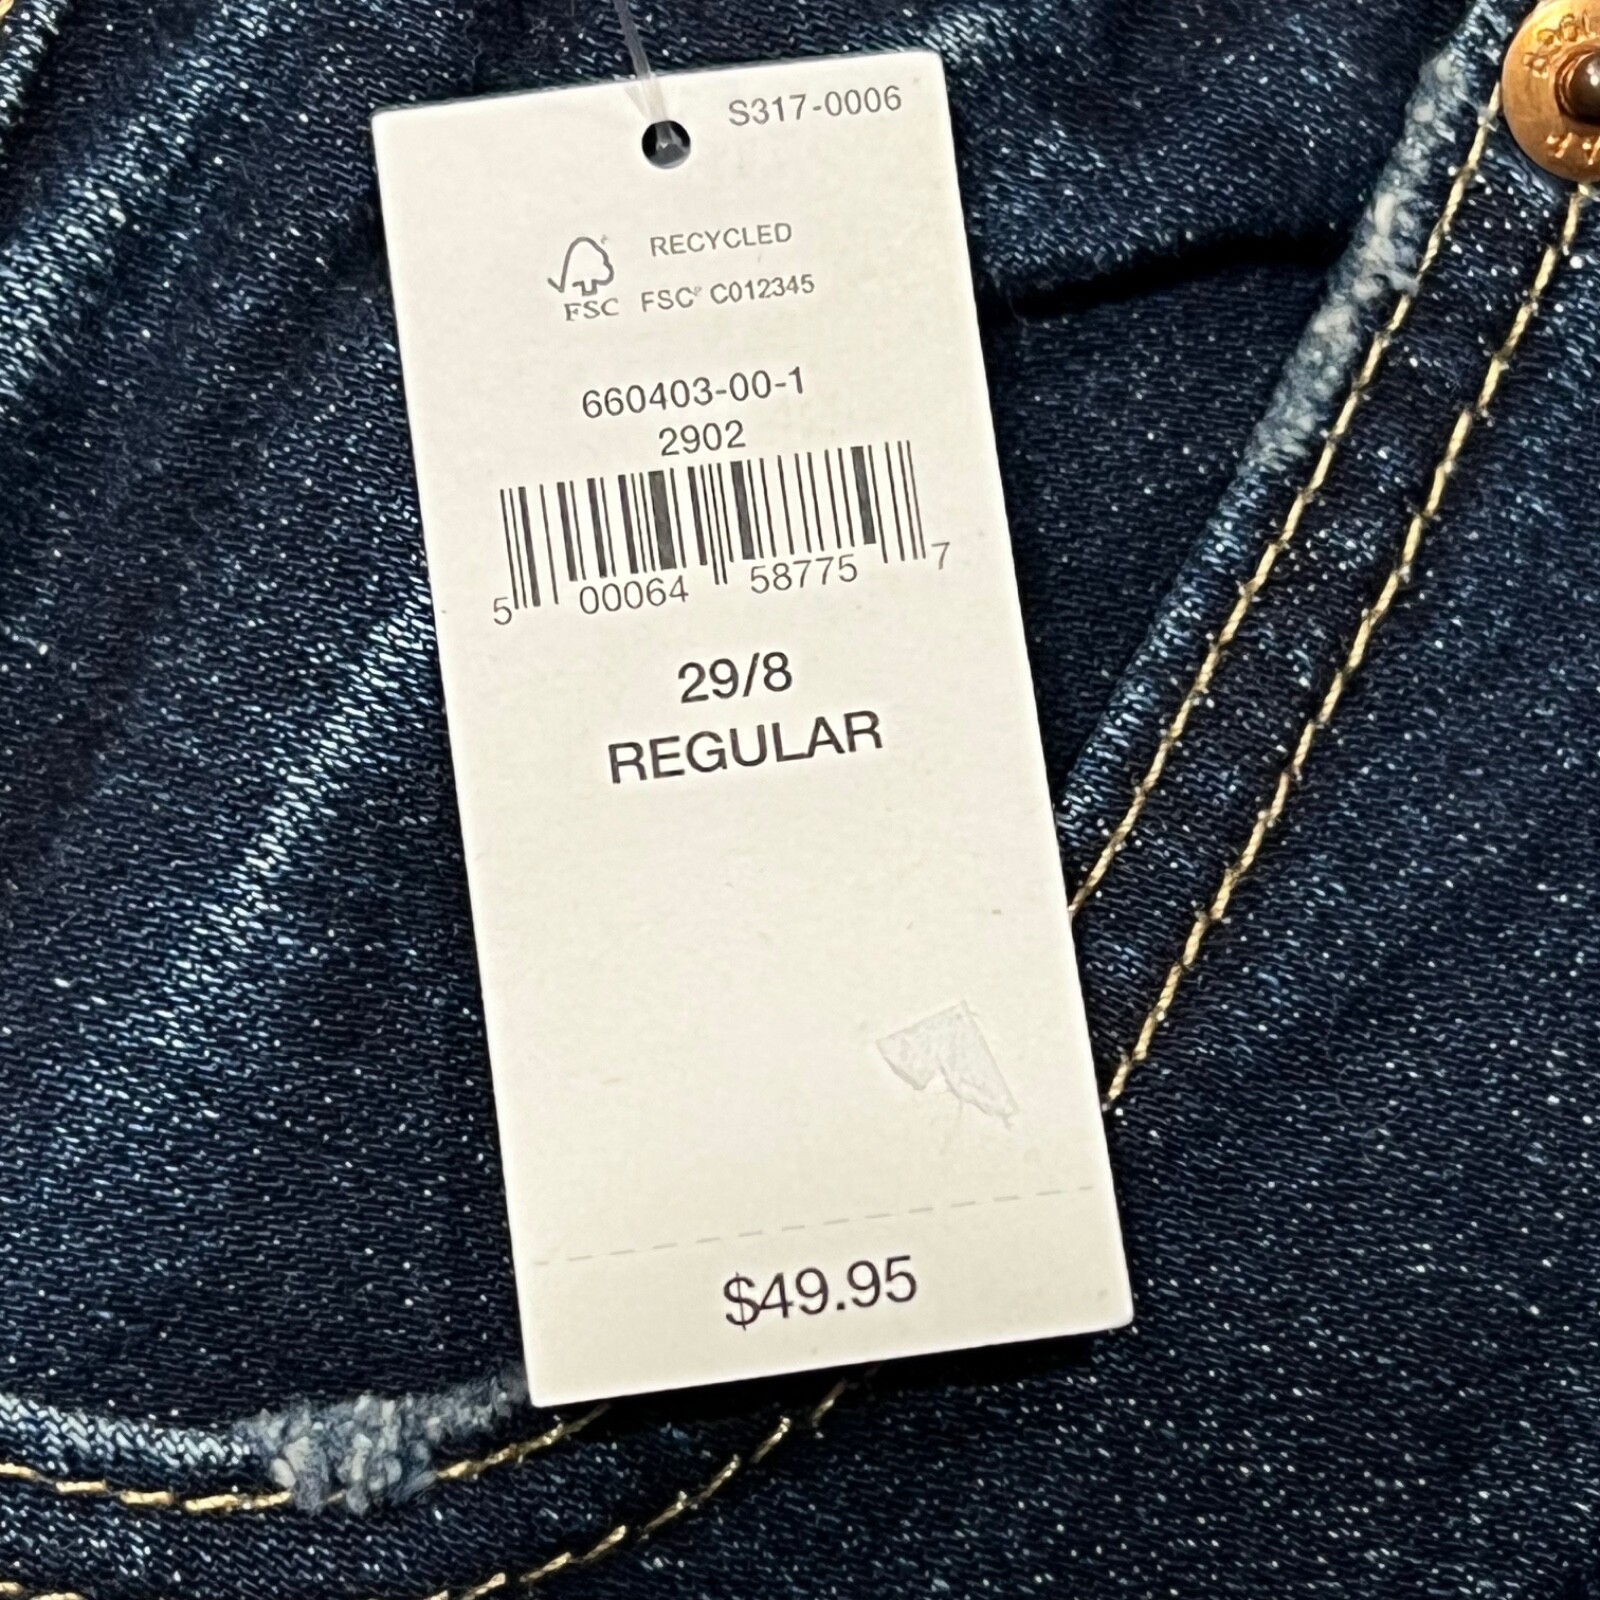 S317-0006
RECYCLED
FSC FSC® C012345
660403-00-1
2902
5 00064 58775 7
29/8
REGULAR
$49.95